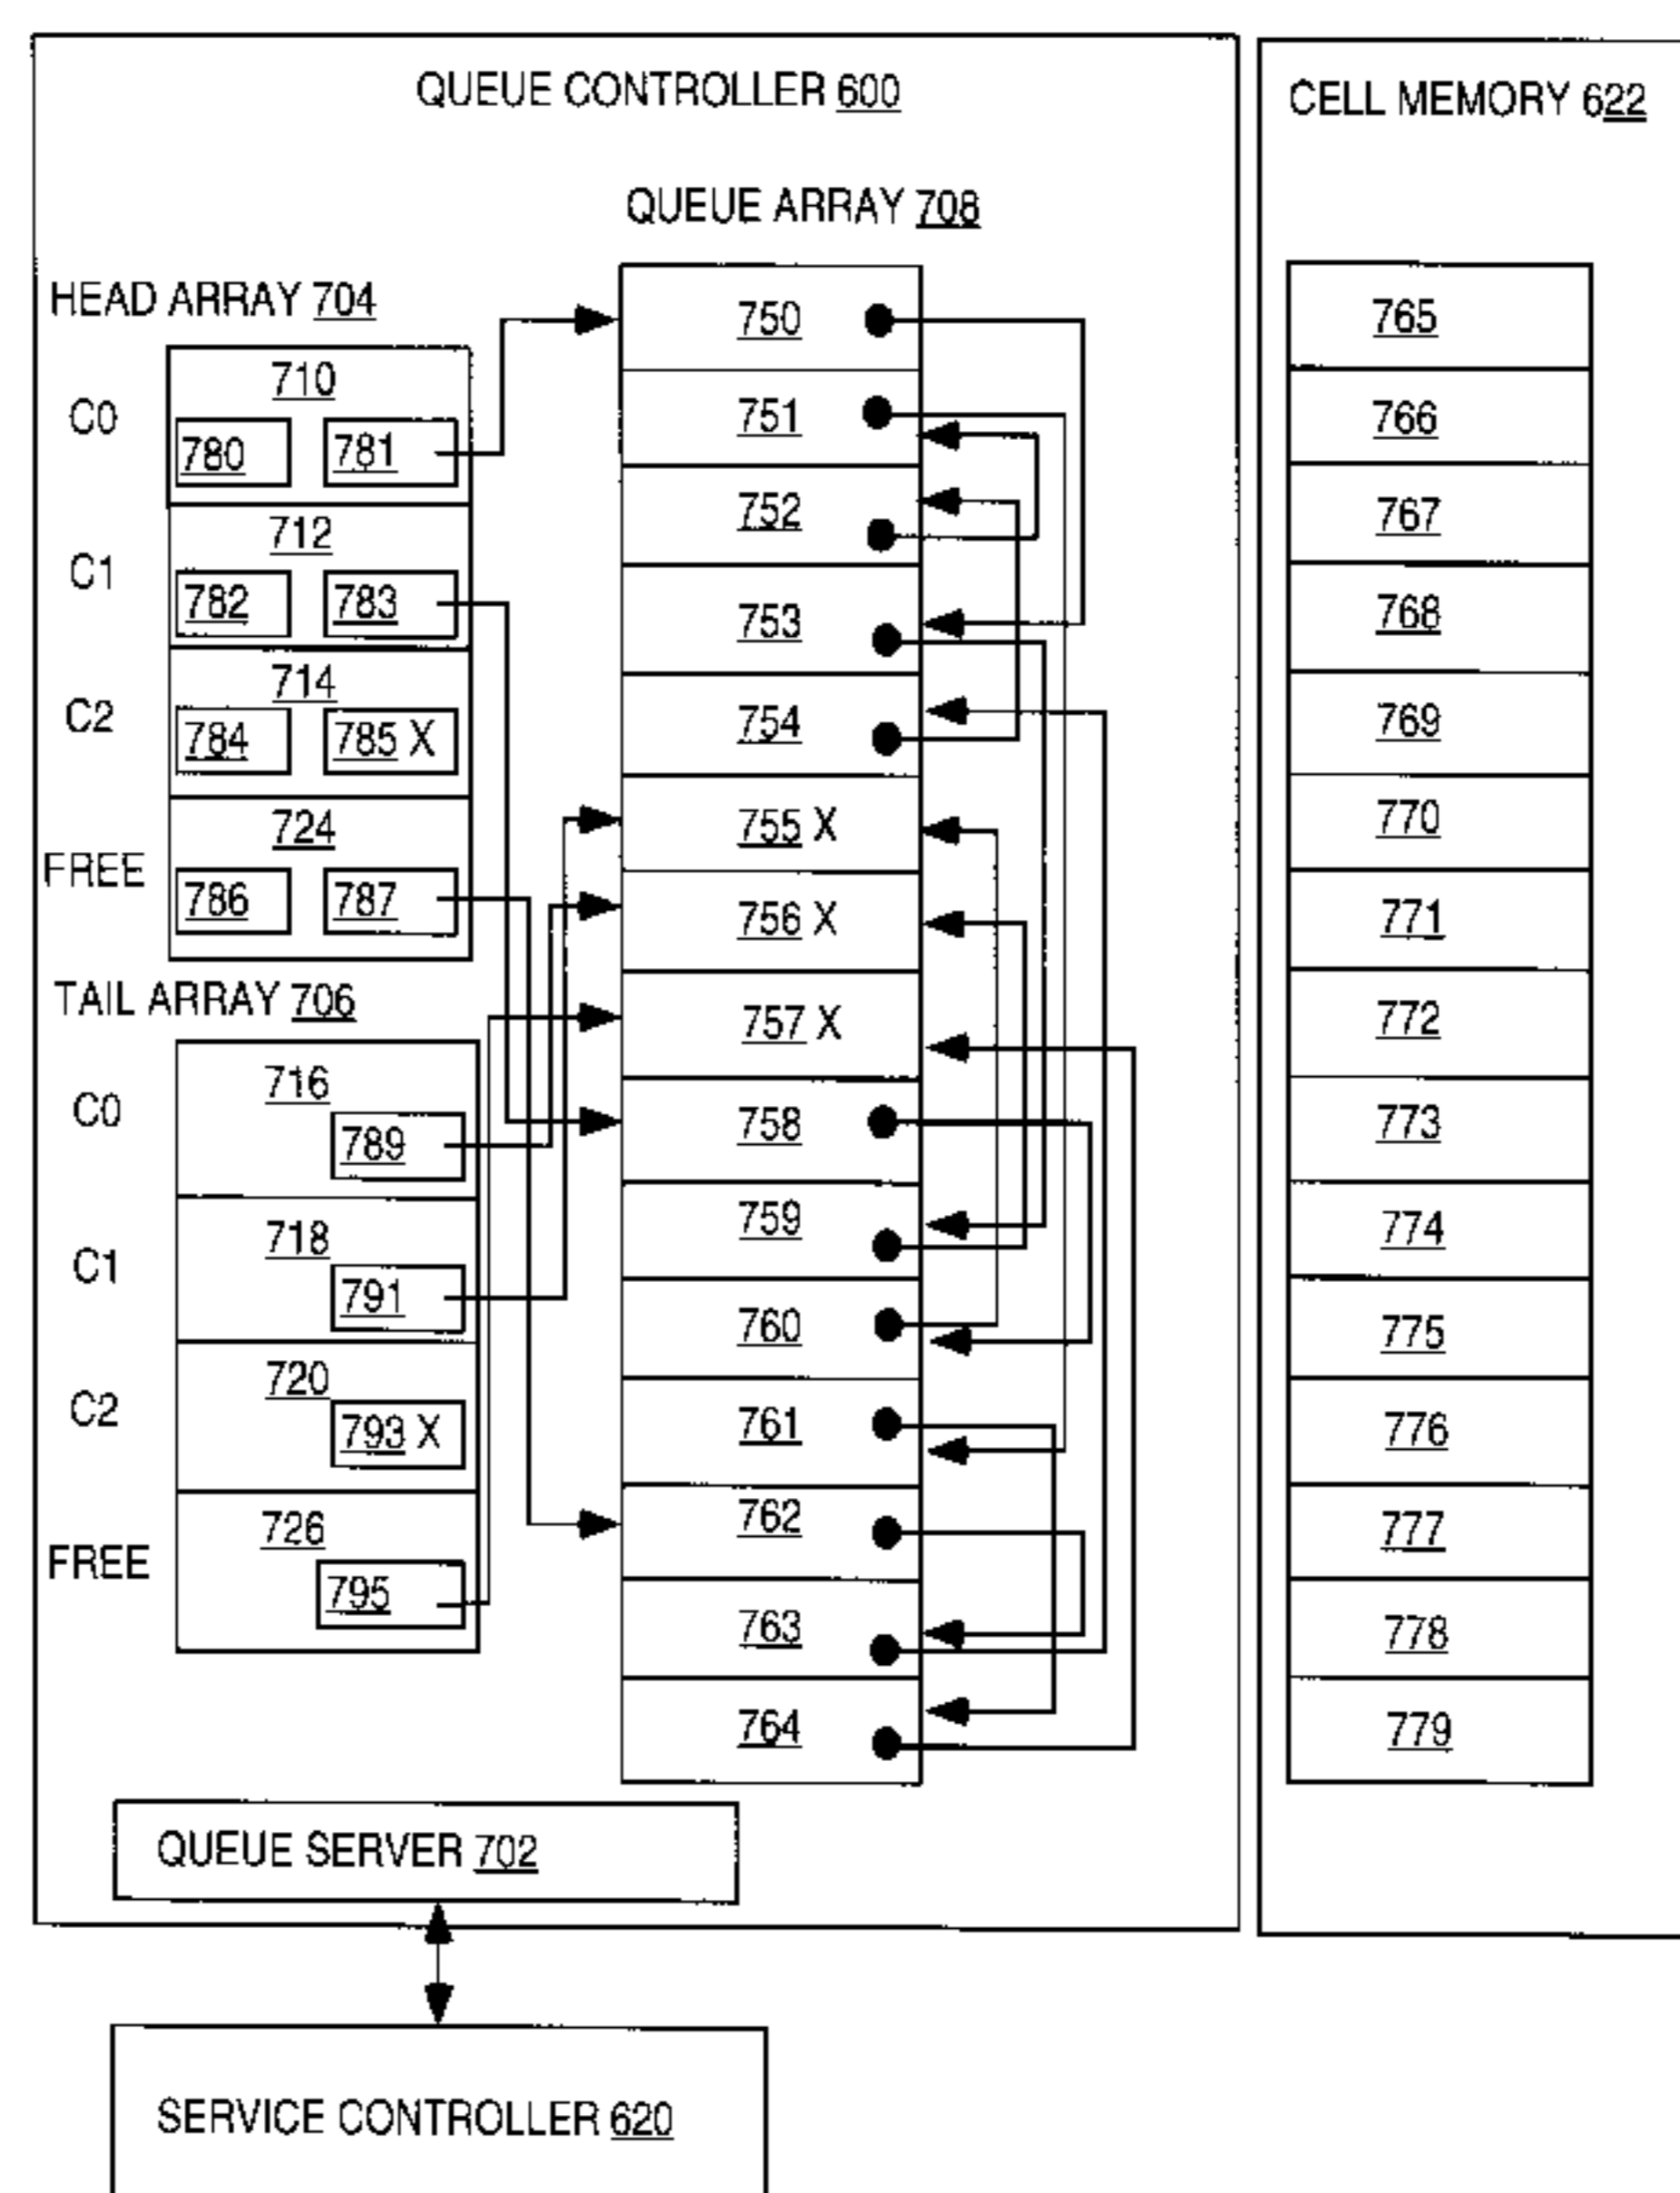 QUEUE CONTROLLER 600
CELL MEMORY 622
QUEUE ARRAY 708
HEAD ARRAY 704
C0
710
780
781
C1
712
782
783
C2
714
784
785 X
FREE
724
786
787
TAIL ARRAY 706
C0
716
789
C1
718
791
C2
720
793 X
FREE
726
795
750
751
752
753
754
755 X
756 X
757 X
758
759
760
761
762
763
764
765
766
767
768
769
770
771
772
773
774
775
776
777
778
779
QUEUE SERVER 702
SERVICE CONTROLLER 620